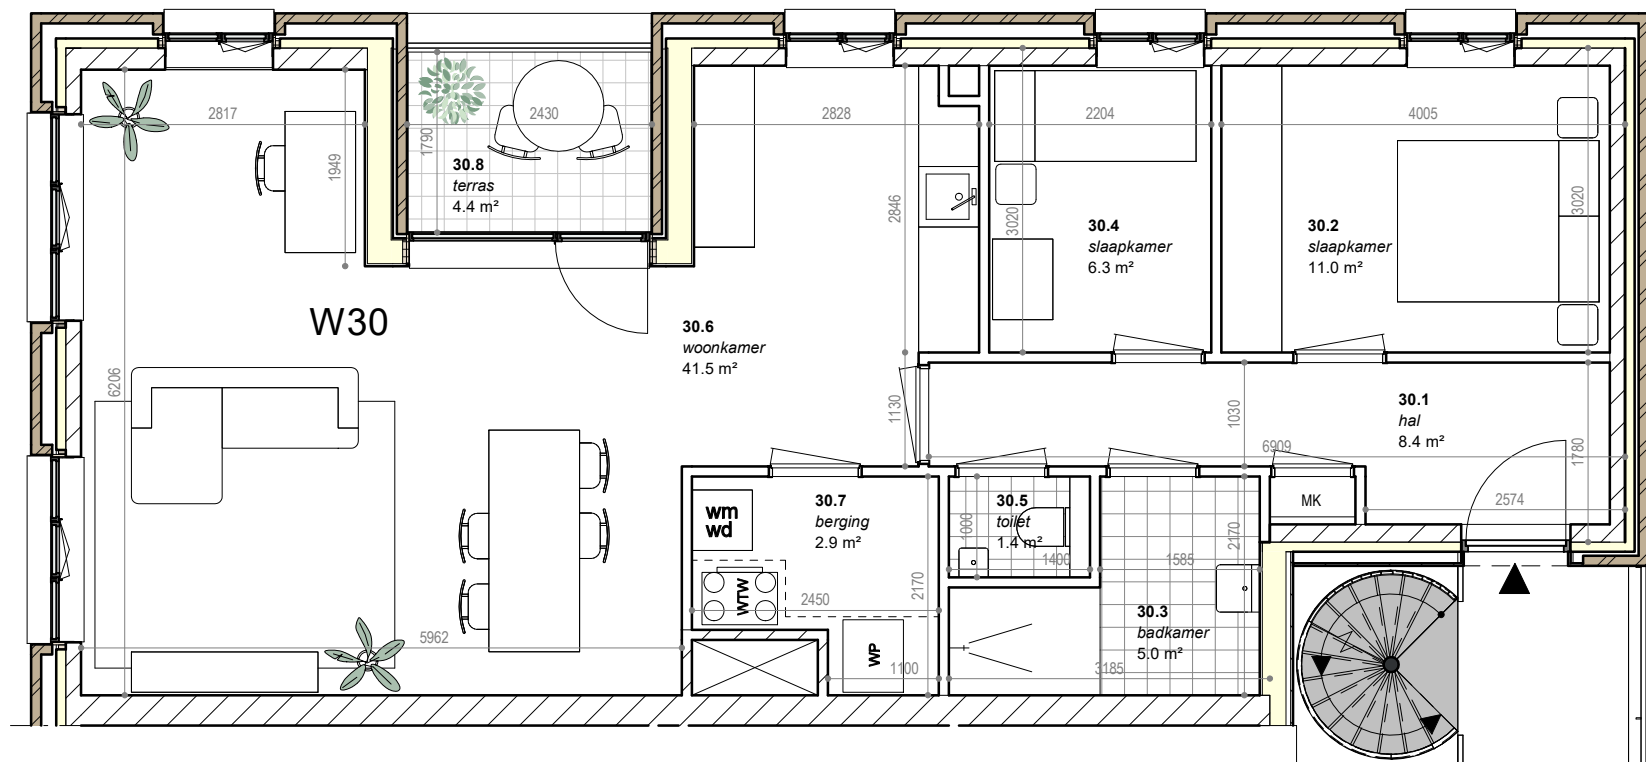 2817
1949
1790
2430
30.8
terras
4.4 m²
2828
2846
2204
3020
30.4
slaapkamer
6.3 m²
4005
3020
30.2
slaapkamer
11.0 m²
W30
30.6
woonkamer
41.5 m²
6206
1130
1030
30.1
hal
8.4 m²
6909
1780
2574
MK
wm
wd
30.7
berging
2.9 m²
30.5
toilet
1.4 m²
1000
1400
2170
1585
WTW
2450
2170
30.3
badkamer
5.0 m²
WP
5962
1100
3185